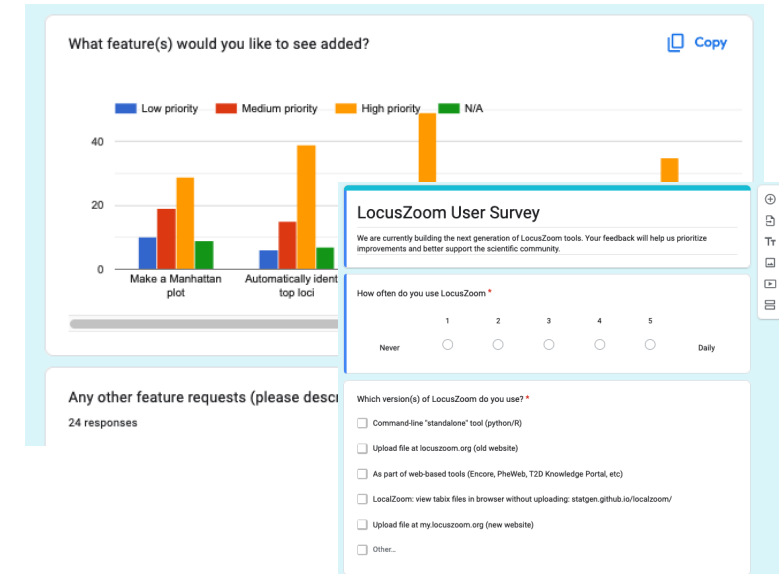 What feature(s) would you like to see added?
Copy
Low priority
Medium priority
High priority
N/A
40
20
0
Make a Manhattan
plot
Automatically ident
top loci
Any other feature requests (please descr
24 responses
LocusZoom User Survey
We are currently building the next generation of LocusZoom tools. Your feedback will help us prioritize
improvements and better support the scientific community.
How often do you use LocusZoom *
1 2 3 4 5
Never
Daily
Which version(s) of LocusZoom do you use? *
Command-line "standalone" tool (python/R)
Upload file at locuszoom.org (old website)
As part of web-based tools (Encore, PheWeb, T2D Knowledge Portal, etc)
LocalZoom: view tabix files in browser without uploading: statgen.github.io/localzoom/
Upload file at my.locuszoom.org (new website)
Other...
Tт